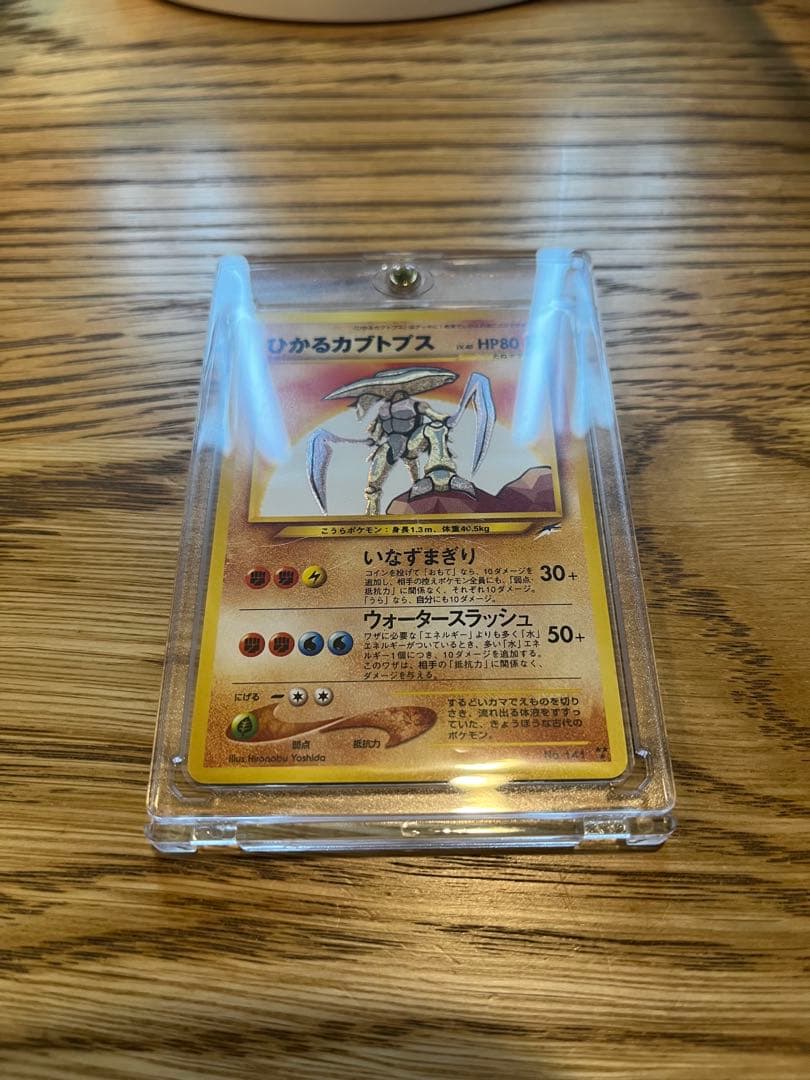 ひかるカブトプス LV.40 HP80
こうらポケモン：身長1.3m、体重40.5kg
いなずまぎり
コインを投げて「おもて」なら、10ダメージを
追加し、相手の控えポケモン全員にも、「弱点・
抵抗力」に関係なく、それぞれ10ダメージ。
「うら」なら、自分にも10ダメージ。
30+
ウォータースラッシュ
ワザに必要な「エネルギー」よりも多く「水」エ
ネルギーがついているとき、多い「水」エネ
ルギー1個につき、10ダメージを追加する。
このワザは、相手の「抵抗力」に関係なく、
ダメージを与える。
50+
にげる
弱点 抵抗力
するどいカマでえものを切り
さき、流れ出る体液をすすっ
ていた、きょうぼうな古代の
ポケモン。
Illus.Hironobu Yoshida
No.141